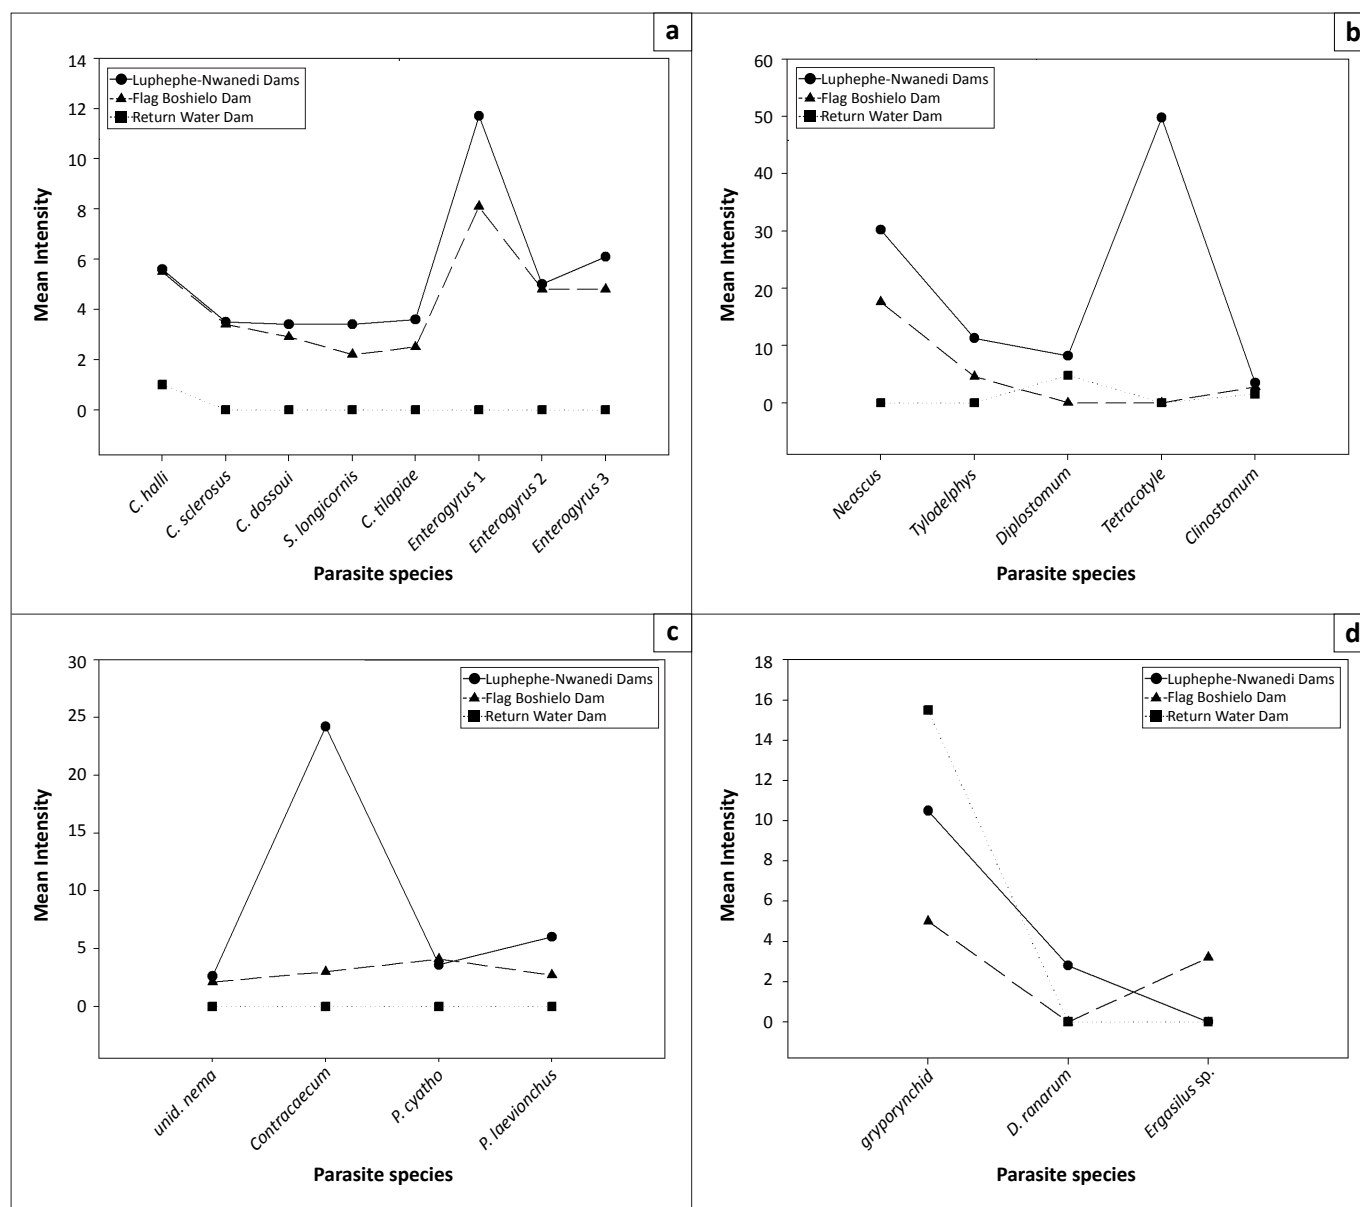 a
14
12
10
8
6
4
2
0
Mean Intensity
Luphephe-Nwanedi Dams
Flag Boshielo Dam
Return Water Dam
C. halli
C. sclerosus
C. dossoui
S. longicornis
C. tilapiae
Enterogyrus 1
Enterogyrus 2
Enterogyrus 3
Parasite species
b
60
50
40
30
20
10
0
Mean Intensity
Luphephe-Nwanedi Dams
Flag Boshielo Dam
Return Water Dam
Neascus
Tylodelphys
Diplostomum
Tetracotyle
Clinostomum
Parasite species
c
30
25
20
15
10
5
0
Mean Intensity
Luphephe-Nwanedi Dams
Flag Boshielo Dam
Return Water Dam
unid. nema
Contracaecum
P. cyatho
P. laevionchus
Parasite species
d
18
16
14
12
10
8
6
4
2
0
Mean Intensity
Luphephe-Nwanedi Dams
Flag Boshielo Dam
Return Water Dam
gryporynchid
D. ranarum
Ergasilus sp.
Parasite species